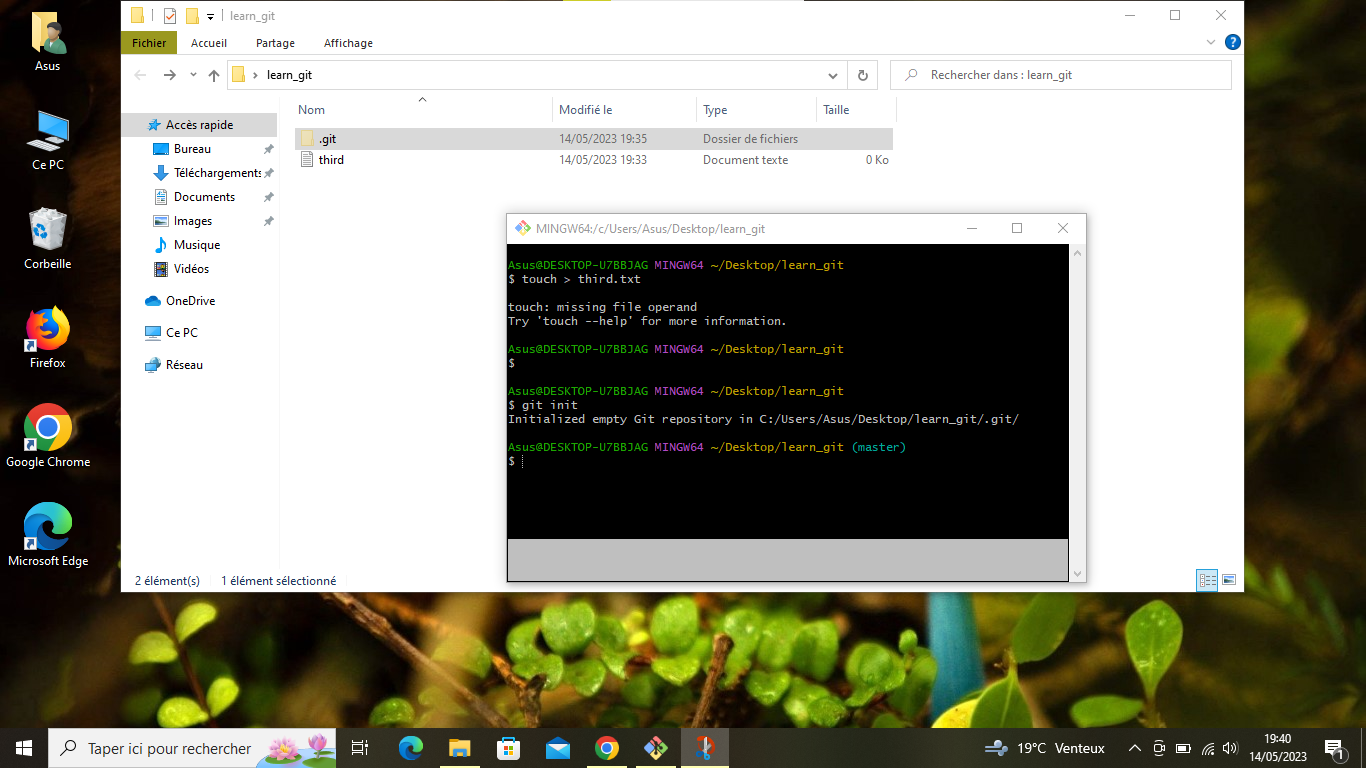 learn_git
Fichier Accueil Partage Affichage
learn_git
Rechercher dans : learn_git
Nom Modifié le Type Taille
.git 14/05/2023 19:35 Dossier de fichiers
third 14/05/2023 19:33 Document texte 0 Ko
Accès rapide
Bureau
Téléchargements
Documents
Images
Musique
Vidéos
OneDrive
Ce PC
Réseau
2 élément(s) 1 élément sélectionné
Asus
Ce PC
Corbeille
Firefox
Google Chrome
Microsoft Edge
MINGW64:/c/Users/Asus/Desktop/learn_git
Asus@DESKTOP-U7BBJAG MINGW64 ~/Desktop/learn_git
$ touch > third.txt
touch: missing file operand
Try 'touch --help' for more information.
Asus@DESKTOP-U7BBJAG MINGW64 ~/Desktop/learn_git
$
Asus@DESKTOP-U7BBJAG MINGW64 ~/Desktop/learn_git
$ git init
Initialized empty Git repository in C:/Users/Asus/Desktop/learn_git/.git/
Asus@DESKTOP-U7BBJAG MINGW64 ~/Desktop/learn_git (master)
$
Taper ici pour rechercher
19°C Venteux
19:40
14/05/2023
1